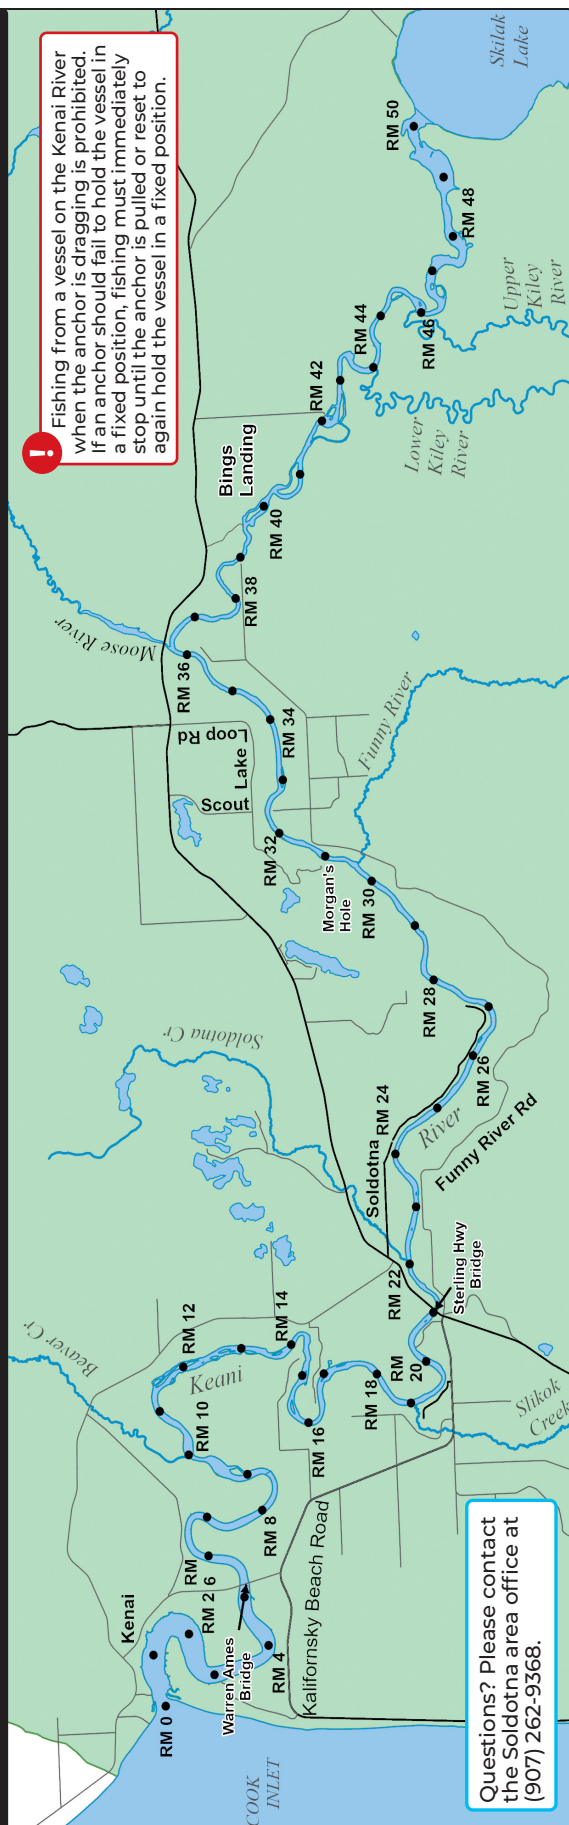 Fishing from a vessel on the Kenai River
when the anchor is dragging is prohibited.
If an anchor should fail to hold the vessel in
a fixed position, fishing must immediately
stop until the anchor is pulled or reset to
again hold the vessel in a fixed position.
Skilak
Lake
RM 50
RM 48
Upper
Kiley
River
RM 46
RM 44
RM 42
Lower
Kiley
River
Bings
Landing
RM 40
RM 38
Moose River
RM 36
RM 34
Scout
Lake
Loop Rd
RM 32
Funny River
Morgan's
Hole
RM 30
RM 28
RM 26
Soldotna Cr
RM 24
Soldotna
River
Funny River Rd
RM 22
Sterling Hwy
Bridge
RM
20
RM 18
Slikok
Creek
RM 16
RM 14
RM 12
Keani
Beaver Cr
RM 10
RM 8
RM
6
Kalifornsky Beach Road
Warren Ames
Bridge
RM 4
RM 2
Kenai
RM 0
COOK
INLET
Questions? Please contact
the Soldotna area office at
(907) 262-9368.